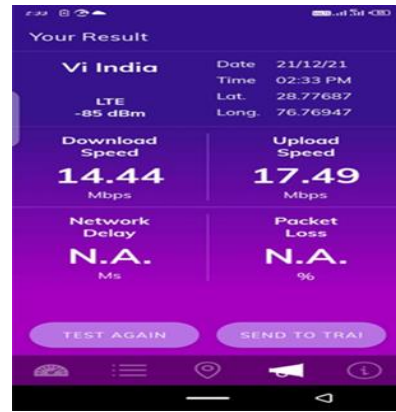 2:33
Your Result
Vi India
LTE
-85 dBm
Date 21/12/21
Time 02:33 PM
Lat. 28.77687
Long. 76.76947
Download Speed
14.44
Mbps
Upload Speed
17.49
Mbps
Network Delay
N.A.
Ms
Packet Loss
N.A.
%
TEST AGAIN
SEND TO TRAI